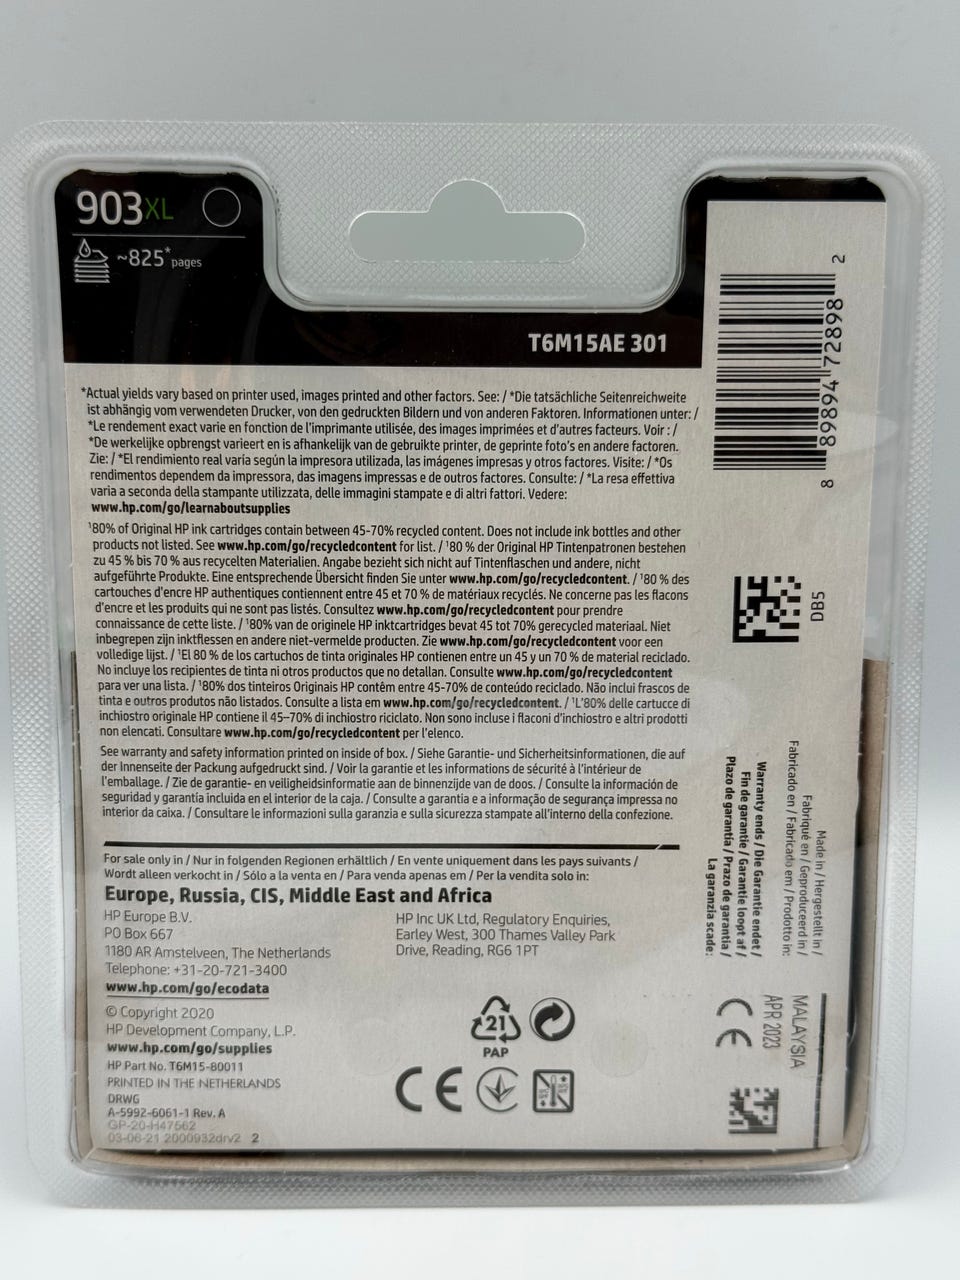 903XL
~825* pages
T6M15AE 301
*Actual yields vary based on printer used, images printed and other factors. See: / *Die tatsächliche Seitenreichweite
ist abhängig vom verwendeten Drucker, von den gedruckten Bildern und von anderen Faktoren. Informationen unter: /
*Le rendement exact varie en fonction de l'imprimante utilisée, des images imprimées et d'autres facteurs. Voir : /
*De werkelijke opbrengst varieert en is afhankelijk van de gebruikte printer, de geprinte foto's en andere factoren.
Zie: / *El rendimiento real varía según la impresora utilizada, las imágenes impresas y otros factores. Visite: / *Os
rendimentos dependem da impressora, das imagens impressas e de outros factores. Consulte: / *La resa effettiva
varia a seconda della stampante utilizzata, delle immagini stampate e di altri fattori. Vedere:
www.hp.com/go/learnaboutsupplies
¹80% of Original HP ink cartridges contain between 45-70% recycled content. Does not include ink bottles and other
products not listed. See www.hp.com/go/recycledcontent for list. / ¹80 % der Original HP Tintenpatronen bestehen
zu 45 % bis 70 % aus recycelten Materialien. Angabe bezieht sich nicht auf Tintenflaschen und andere, nicht
aufgeführte Produkte. Eine entsprechende Übersicht finden Sie unter www.hp.com/go/recycledcontent. / ¹80 % des
cartouches d'encre HP authentiques contiennent entre 45 et 70 % de matériaux recyclés. Ne concerne pas les flacons
d'encre et les produits qui ne sont pas listés. Consultez www.hp.com/go/recycledcontent pour prendre
connaissance de cette liste. / ¹80% van de originele HP inktcartridges bevat 45 tot 70% gerecycled materiaal. Niet
inbegrepen zijn inktflessen en andere niet-vermelde producten. Zie www.hp.com/go/recycledcontent voor een
volledige lijst. / ¹El 80 % de los cartuchos de tinta originales HP contienen entre un 45 y un 70 % de material reciclado.
No incluye los recipientes de tinta ni otros productos que no detallan. Consulte www.hp.com/go/recycledcontent
para ver una lista. / ¹80% dos tinteiros Originais HP contêm entre 45-70% de conteúdo reciclado. Não inclui frascos de
tinta e outros produtos não listados. Consulte a lista em www.hp.com/go/recycledcontent. / ¹L'80% delle cartucce di
inchiostro originale HP contiene il 45–70% di inchiostro riciclato. Non sono incluse i flaconi d'inchiostro e altri prodotti
non elencati. Consultare www.hp.com/go/recycledcontent per l'elenco.
See warranty and safety information printed on inside of box. / Siehe Garantie- und Sicherheitsinformationen, die auf
der Innenseite der Packung aufgedruckt sind. / Voir la garantie et les informations de sécurité à l'intérieur de
l'emballage. / Zie de garantie- en veiligheidsinformatie aan de binnenzijde van de doos. / Consulte la información de
seguridad y garantía incluida en el interior de la caja. / Consulte a garantia e a informação de segurança impressa no
interior da caixa. / Consultare le informazioni sulla garanzia e sulla sicurezza stampate all'interno della confezione.
For sale only in / Nur in folgenden Regionen erhältlich / En vente uniquement dans les pays suivants /
Wordt alleen verkocht in / Sólo a la venta en / Para venda apenas em / Per la vendita solo in:
Europe, Russia, CIS, Middle East and Africa
HP Europe B.V.
PO Box 667
1180 AR Amstelveen, The Netherlands
Telephone: +31-20-721-3400
www.hp.com/go/ecodata
HP Inc UK Ltd, Regulatory Enquiries,
Earley West, 300 Thames Valley Park
Drive, Reading, RG6 1PT
© Copyright 2020
HP Development Company, L.P.
www.hp.com/go/supplies
HP Part No. T6M15-80011
PRINTED IN THE NETHERLANDS
DRWG
A-5992-6061-1 Rev. A
GP-20-H47562
03-06-21 2000932drv2 2
21
PAP
CE
8 89894 72898 2
DB5
Made in / Hergestellt in /
Fabriqué en / Geproduceerd in /
Fabricado en / Fabricado em / Prodotto in:
Warranty ends / Die Garantie endet /
Fin de garantie / Garantie loopt af /
Plazo de garantía / Prazo de garantia /
La garanzia scade:
MALAYSIA
APR 2023
CE